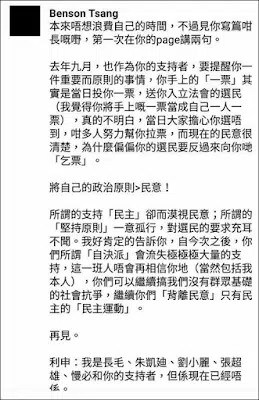 Benson Tsang
本來唔想浪費自己的時間，不過見你寫篇咁
長嘅嘢，第一次在你的page講兩句。
去年九月，也作為你的支持者，要提醒你一
件重要而原則的事情，你手上的「一票」其
實是當日投你一票，送你入立法會的選民
（我覺得你將手上嘅一票當成自己一人一
票），真的不明白，當日大家擔心你選唔
到，咁多人努力幫你拉票，而現在的民意很
清楚，為什麼偏偏你的選民要反過來向你哋
「乞票」。
將自己的政治原則>民意！
所謂的支持「民主」卻而漠視民意；所謂的
「堅持原則」一意孤行，對選民的要求充耳
不聞。我好肯定的告訴你，自今次之後，你
們所謂「自決派」會流失極極極大量的支
持，這一班人唔會再相信你地（當然包括我
本人），你們可以繼續搞我們沒有群眾基礎
的社會抗爭，繼續你們「背離民意」只有民
主的「民主運動」。
再見。
利申：我是長毛、朱凱廸、劉小麗、張超
雄、慢必和你的支持者，但係現在已經唔
係。